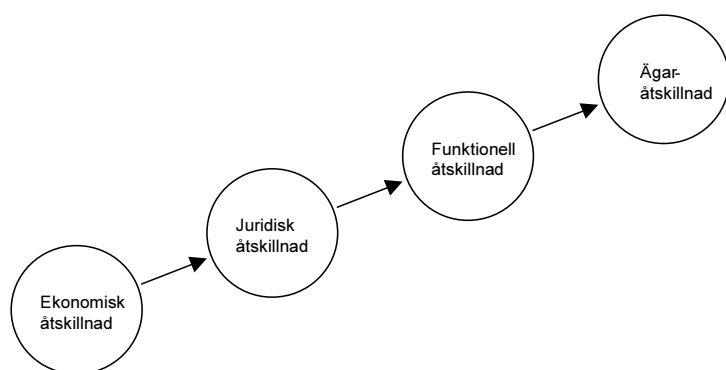 Ekonomisk
åtskillnad
Juridisk
åtskillnad
Funktionell
åtskillnad
Ägar-
åtskillnad